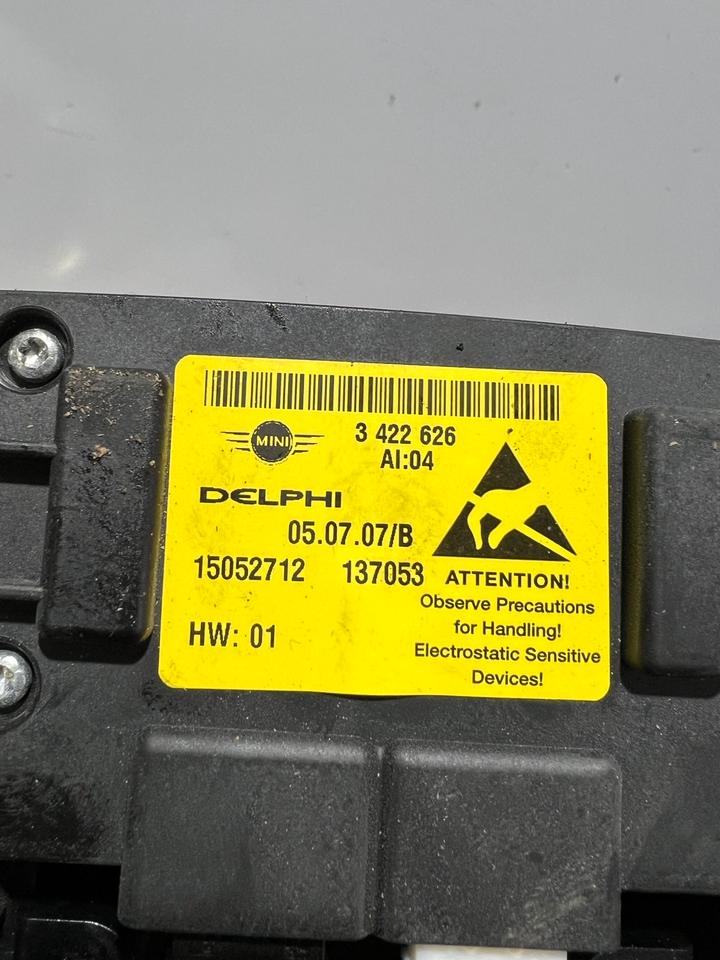 MINI
3 422 626
AI:04
DELPHI
05.07.07/B
15052712 137053
HW: 01
ATTENTION!
Observe Precautions
for Handling!
Electrostatic Sensitive
Devices!